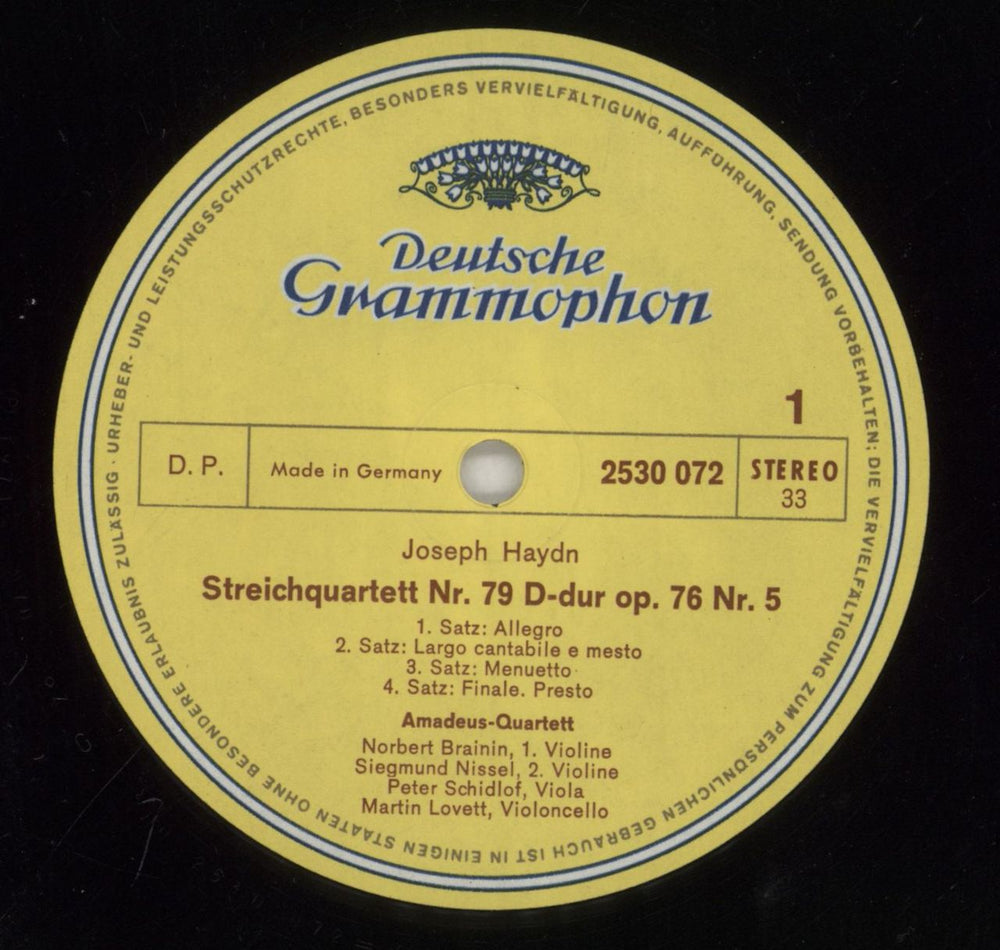 URHEBER- UND LEISTUNGSSCHUTZRECHTE, BESONDERS VERVIELFÄLTIGUNG, AUFFÜHRUNG, SENDUNG VORBEHALTEN; DIE VERVIELFÄLTIGUNG ZUM PERSÖNLICHEN GEBRAUCH IST IN EINIGEN STAATEN OHNE BESONDERE ERLAUBNIS ZULÄSSIG ·
Deutsche
Grammophon
1
D. P. Made in Germany 2530 072 STEREO
33
Joseph Haydn
Streichquartett Nr. 79 D-dur op. 76 Nr. 5
1. Satz: Allegro
2. Satz: Largo cantabile e mesto
3. Satz: Menuetto
4. Satz: Finale. Presto
Amadeus-Quartett
Norbert Brainin, 1. Violine
Siegmund Nissel, 2. Violine
Peter Schidlof, Viola
Martin Lovett, Violoncello